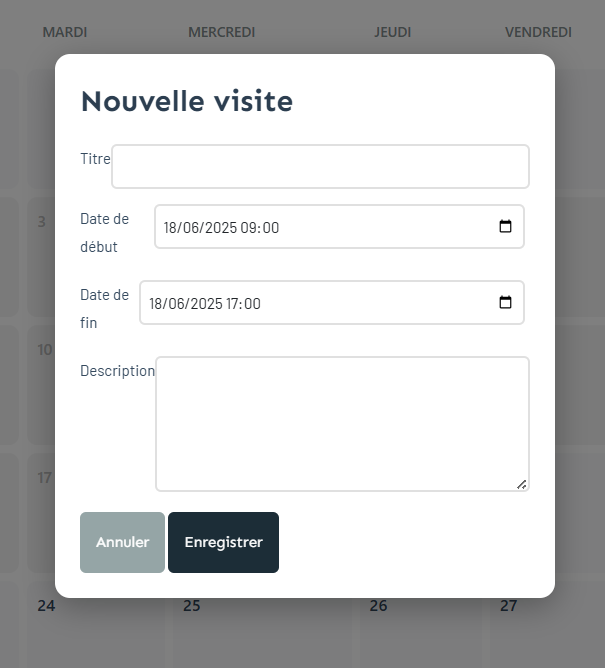 MARDI MERCREDI JEUDI VENDREDI
Nouvelle visite
Titre
Date de
début
18/06/2025 09:00
3
Date de
fin
18/06/2025 17:00
10
Description
17
Annuler Enregistrer
24 25 26 27